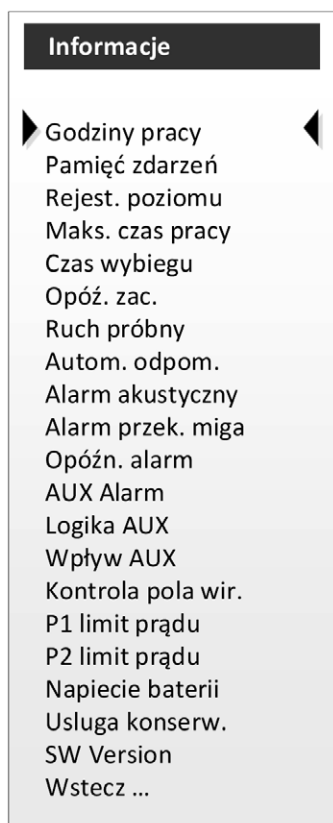 Informacje
Godziny pracy
Pamięć zdarzeń
Rejest. poziomu
Maks. czas pracy
Czas wybiegu
Opóź. zac.
Ruch próbny
Autom. odpom.
Alarm akustyczny
Alarm przek. miga
Opóźn. alarm
AUX Alarm
Logika AUX
Wpływ AUX
Kontrola pola wir.
P1 limit prądu
P2 limit prądu
Napiecie baterii
Usluga konserw.
SW Version
Wstecz ...